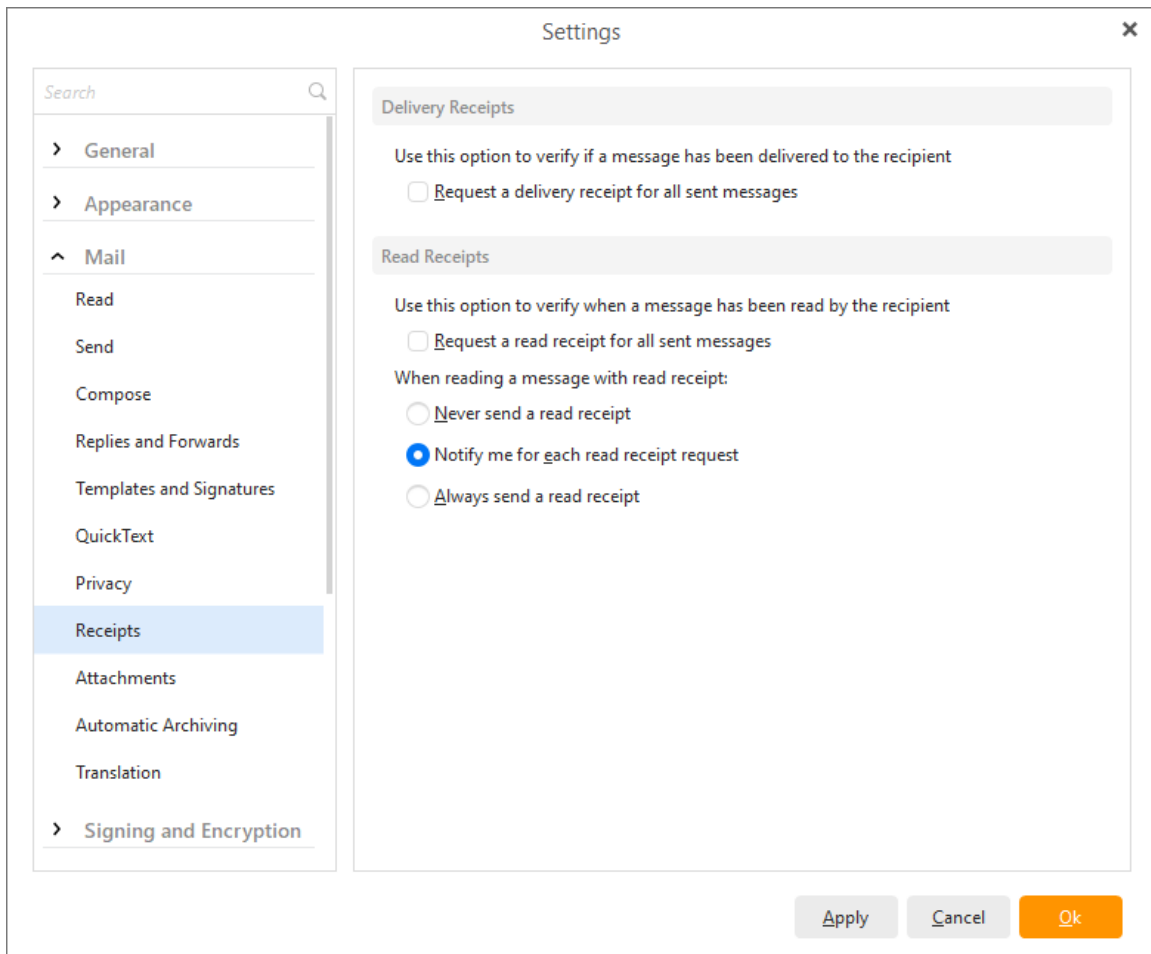 Settings
Search
General
Appearance
Mail
Read
Send
Compose
Replies and Forwards
Templates and Signatures
QuickText
Privacy
Receipts
Attachments
Automatic Archiving
Translation
Signing and Encryption
Delivery Receipts
Use this option to verify if a message has been delivered to the recipient
Request a delivery receipt for all sent messages
Read Receipts
Use this option to verify when a message has been read by the recipient
Request a read receipt for all sent messages
When reading a message with read receipt:
Never send a read receipt
Notify me for each read receipt request
Always send a read receipt
Apply
Cancel
Ok